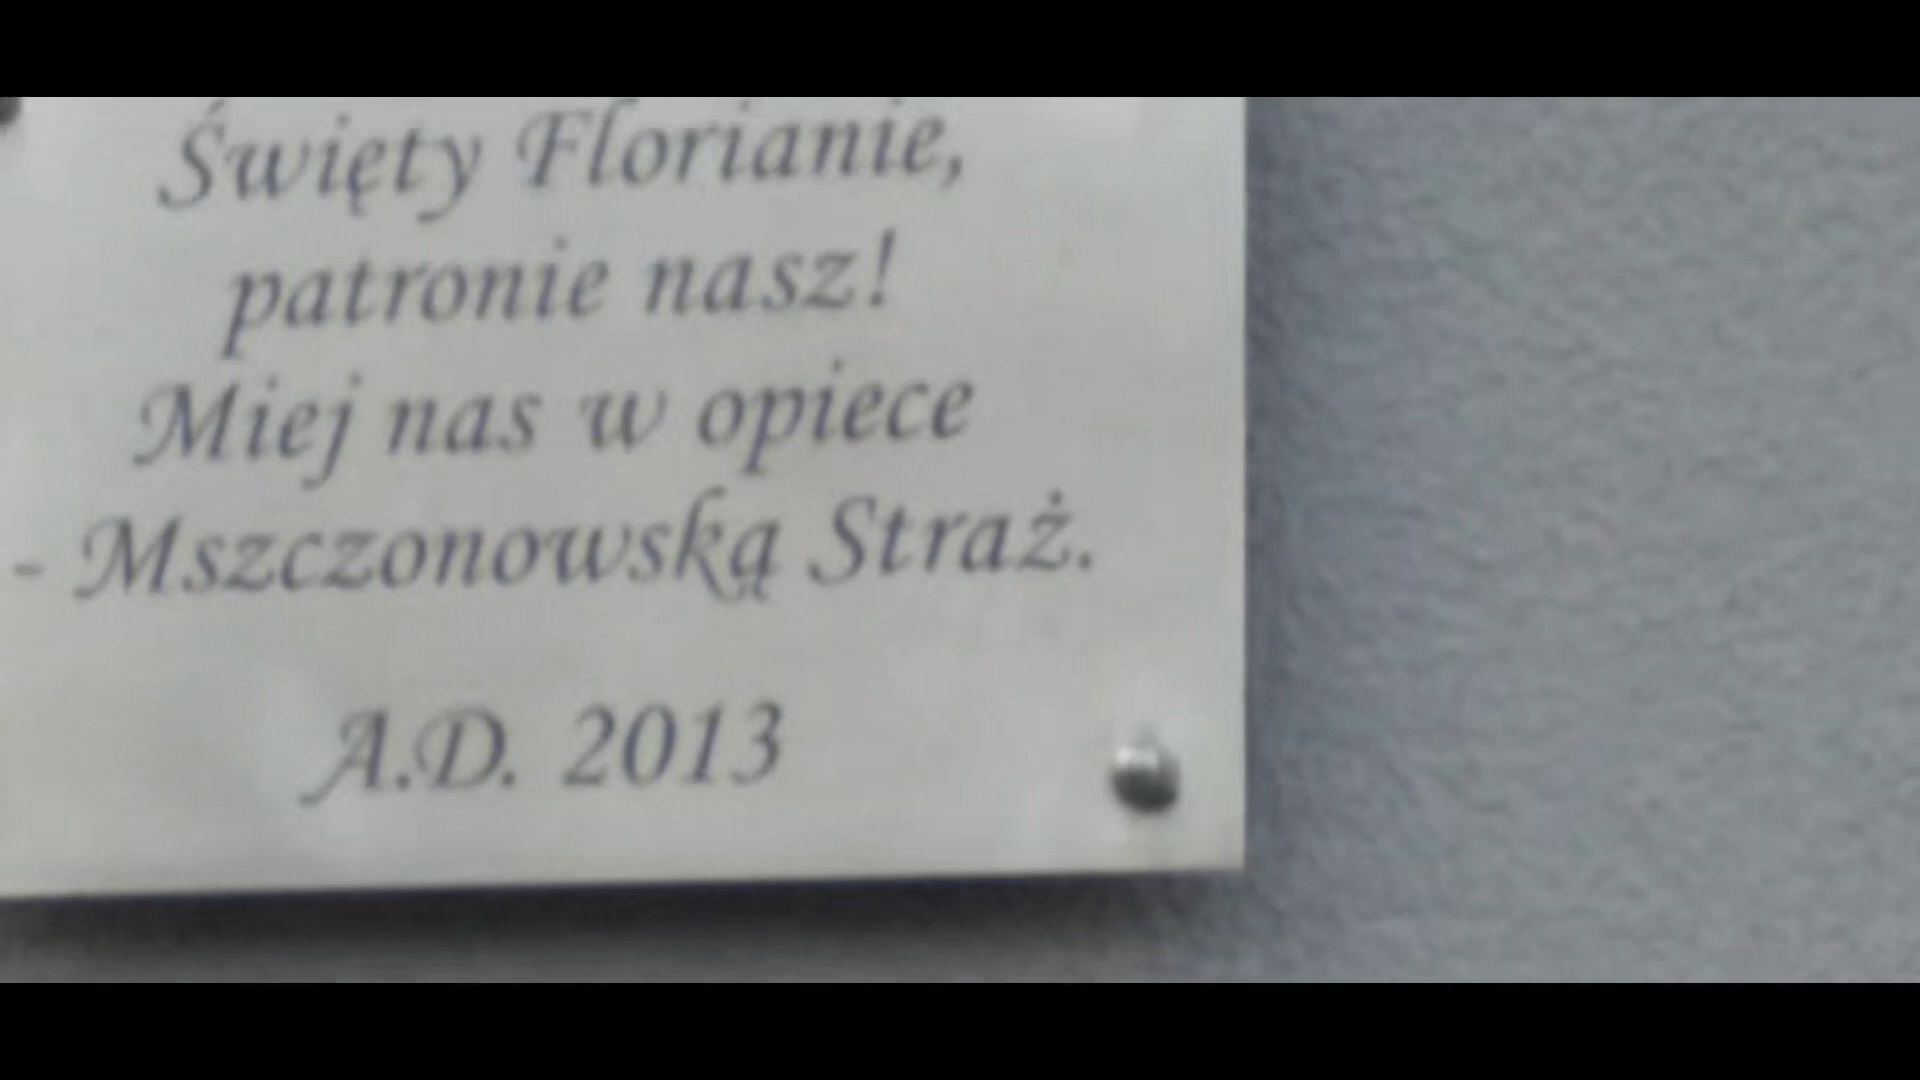 Święty Florianie,
patronie nasz!
Miej nas w opiece
- Mszczonowską Straż.
A.D. 2013